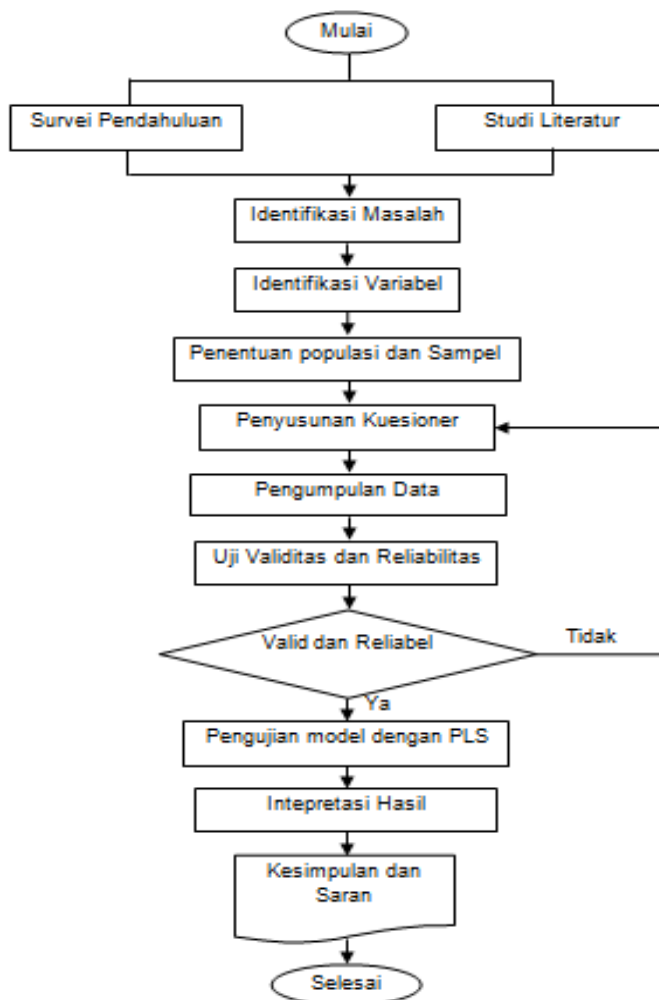 Mulai
Survei Pendahuluan
Studi Literatur
Identifikasi Masalah
Identifikasi Variabel
Penentuan populasi dan Sampel
Penyusunan Kuesioner
Pengumpulan Data
Uji Validitas dan Reliabilitas
Valid dan Reliabel
Tidak
Ya
Pengujian model dengan PLS
Intepretasi Hasil
Kesimpulan dan
Saran
Selesai